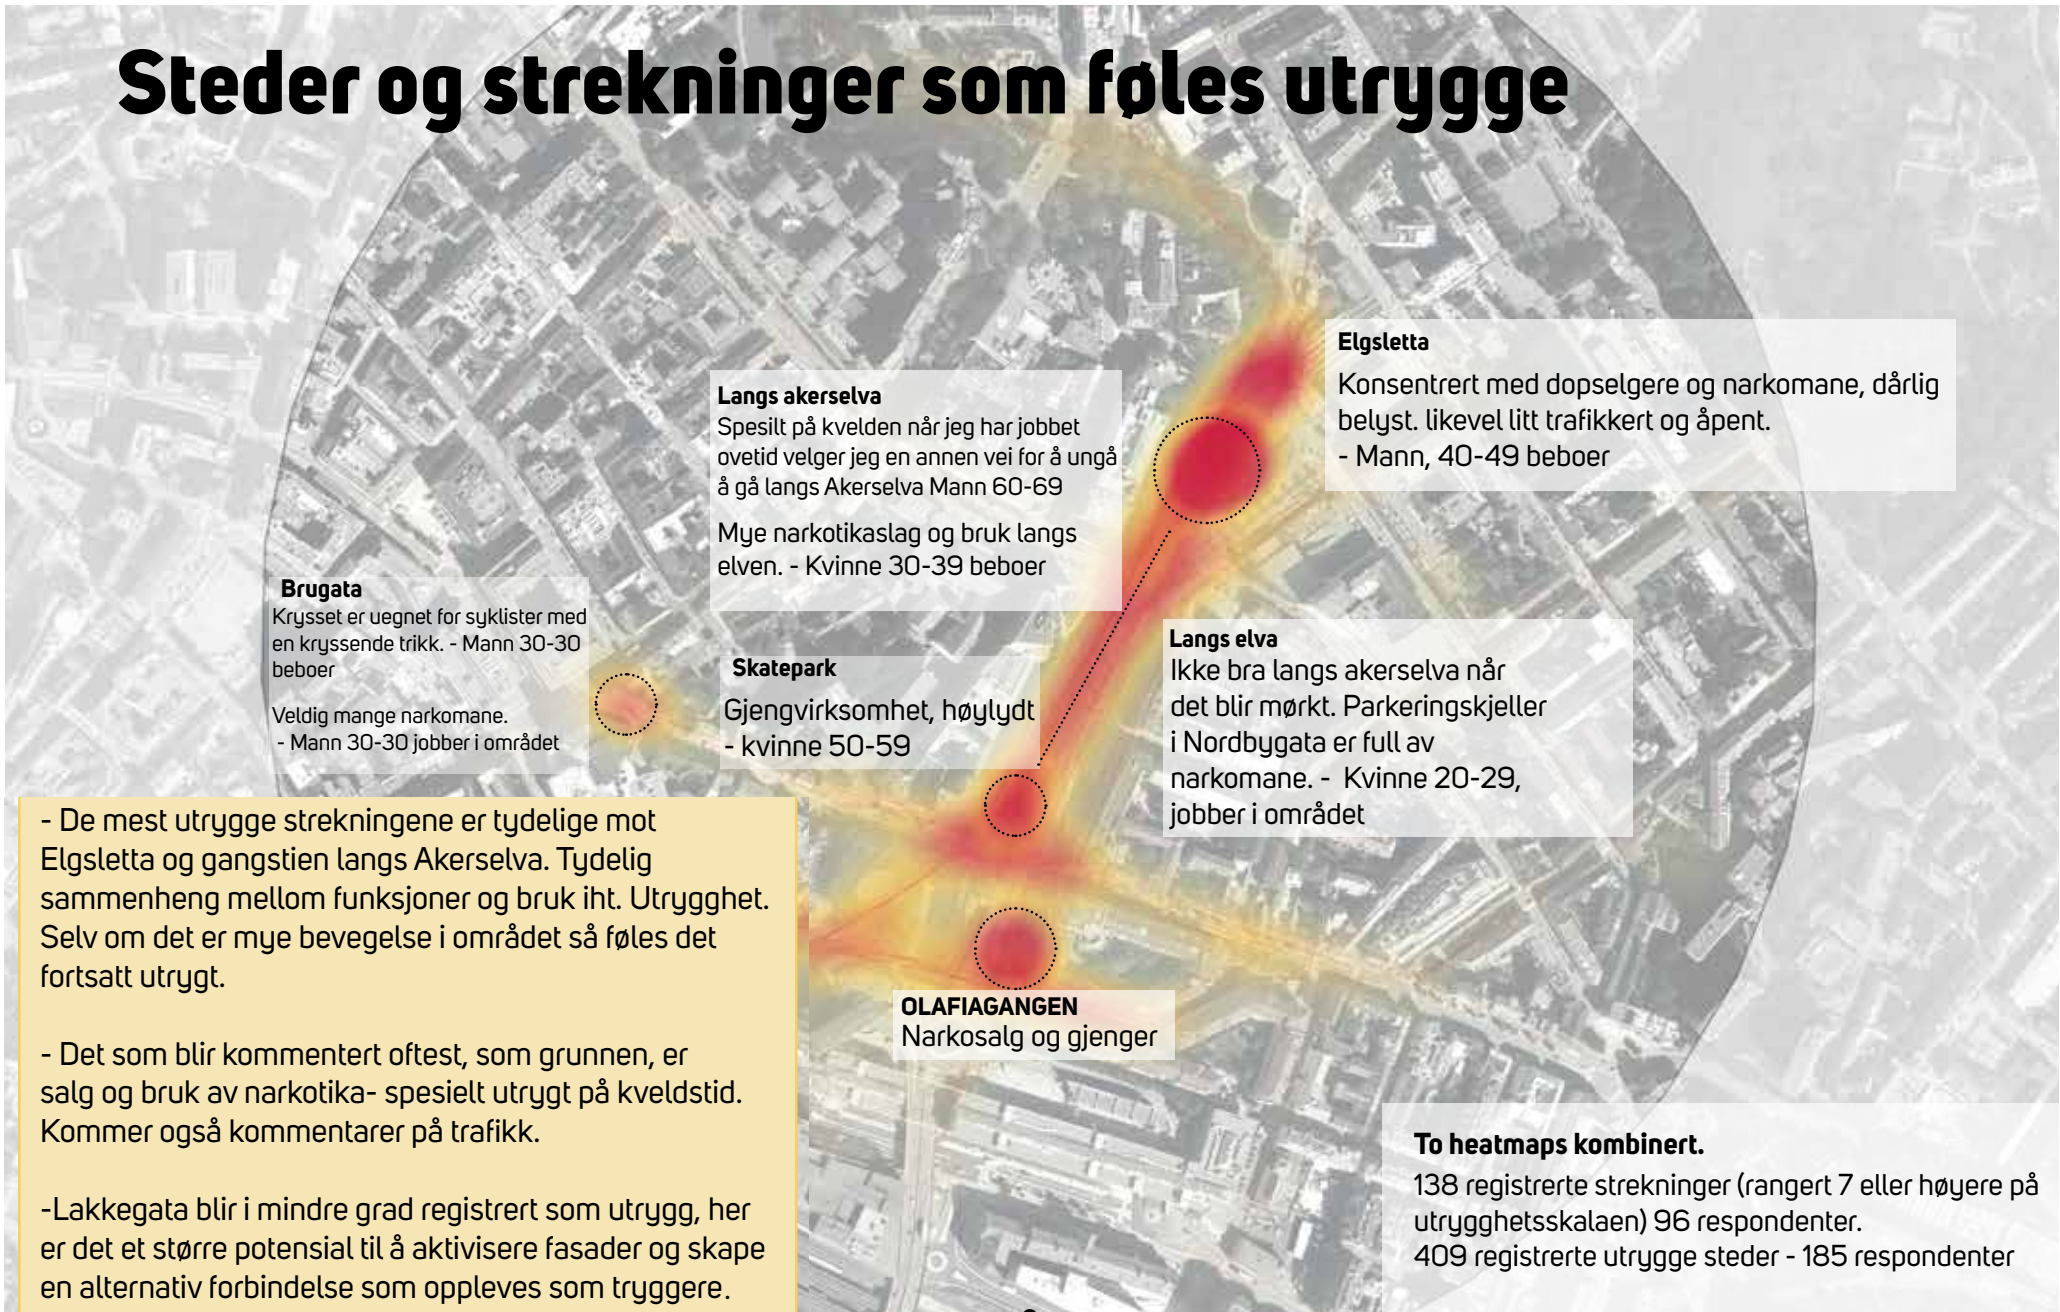 Steder og strekninger som føles utrygge
Elgsletta
Konsentrert med dopselgere og narkomane, dårlig
belyst. likevel litt trafikkert og åpent.
- Mann, 40-49 beboer
Langs akerselva
Spesilt på kvelden når jeg har jobbet
ovetid velger jeg en annen vei for å ungå
å gå langs Akerselva Mann 60-69
Mye narkotikaslag og bruk langs
elven. - Kvinne 30-39 beboer
Brugata
Krysset er uegnet for syklister med
en kryssende trikk. - Mann 30-30
beboer
Veldig mange narkomane.
- Mann 30-30 jobber i området
Skatepark
Gjengvirksomhet, høylydt
- kvinne 50-59
Langs elva
Ikke bra langs akerselva når
det blir mørkt. Parkeringskjeller
i Nordbygata er full av
narkomane. - Kvinne 20-29,
jobber i området
- De mest utrygge strekningene er tydelige mot
Elgsletta og gangstien langs Akerselva. Tydelig
sammenheng mellom funksjoner og bruk iht. Utrygghet.
Selv om det er mye bevegelse i området så føles det
fortsatt utrygt.
- Det som blir kommentert oftest, som grunnen, er
salg og bruk av narkotika- spesielt utrygt på kveldstid.
Kommer også kommentarer på trafikk.
-Lakkegata blir i mindre grad registrert som utrygg, her
er det et større potensial til å aktivisere fasader og skape
en alternativ forbindelse som oppleves som tryggere.
OLAFIAGANGEN
Narkosalg og gjenger
To heatmaps kombinert.
138 registrerte strekninger (rangert 7 eller høyere på
utrygghetsskalaen) 96 respondenter.
409 registrerte utrygge steder - 185 respondenter